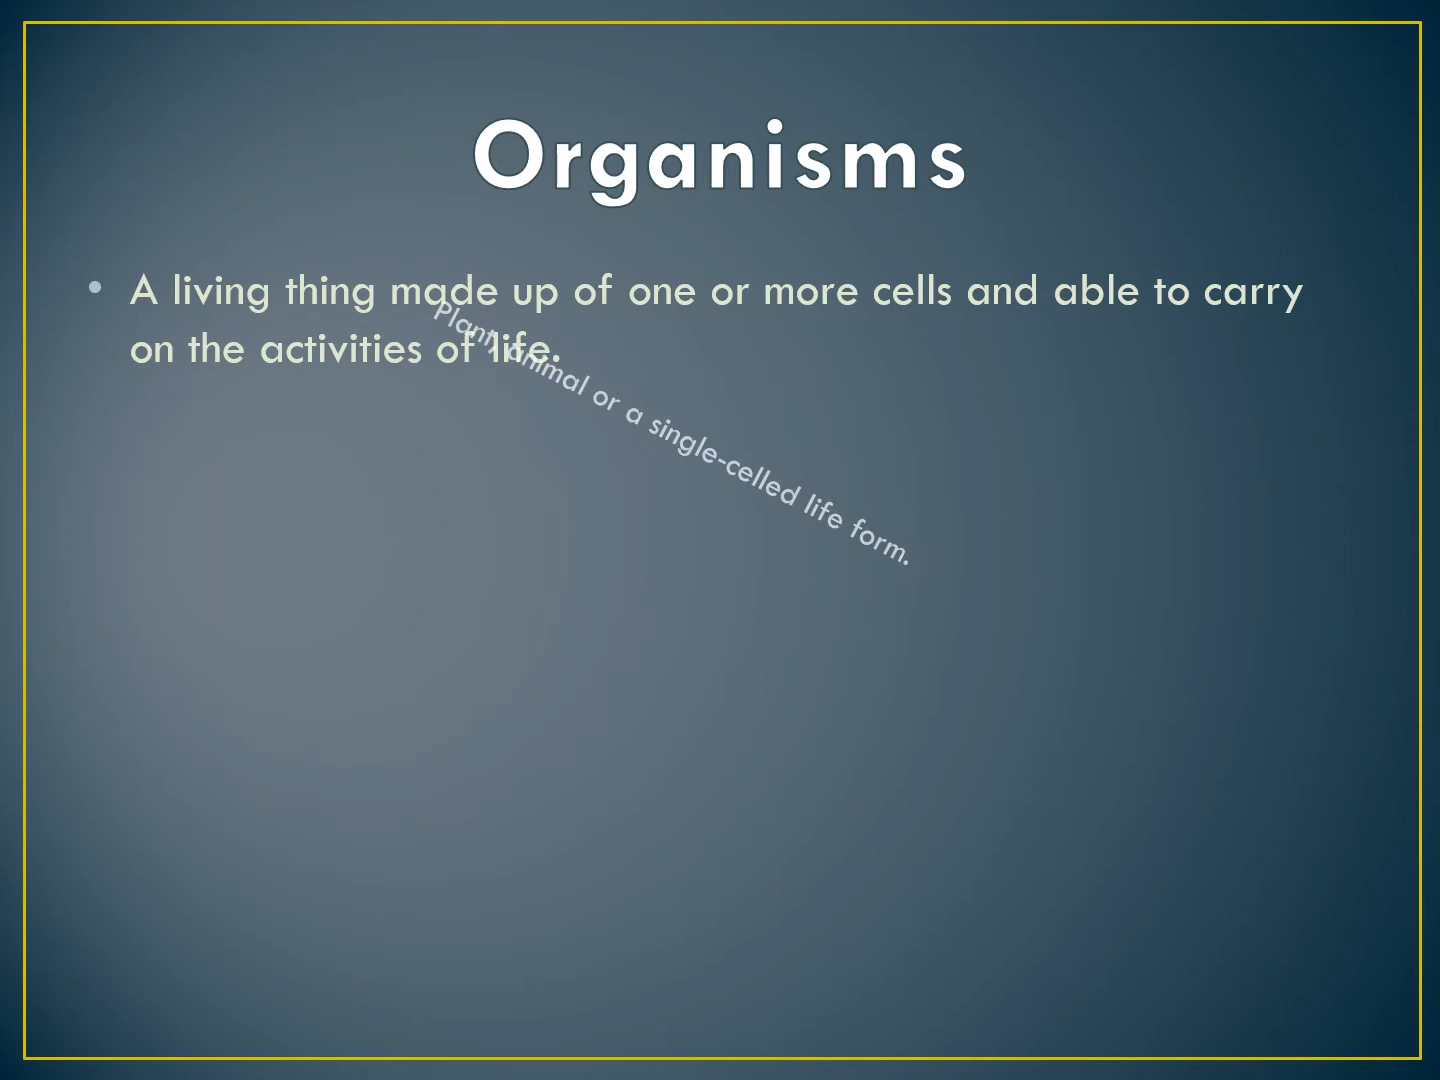 Organisms
• A living thing made up of one or more cells and able to carry
on the activities of life.
Plant, animal or a single-celled life form.